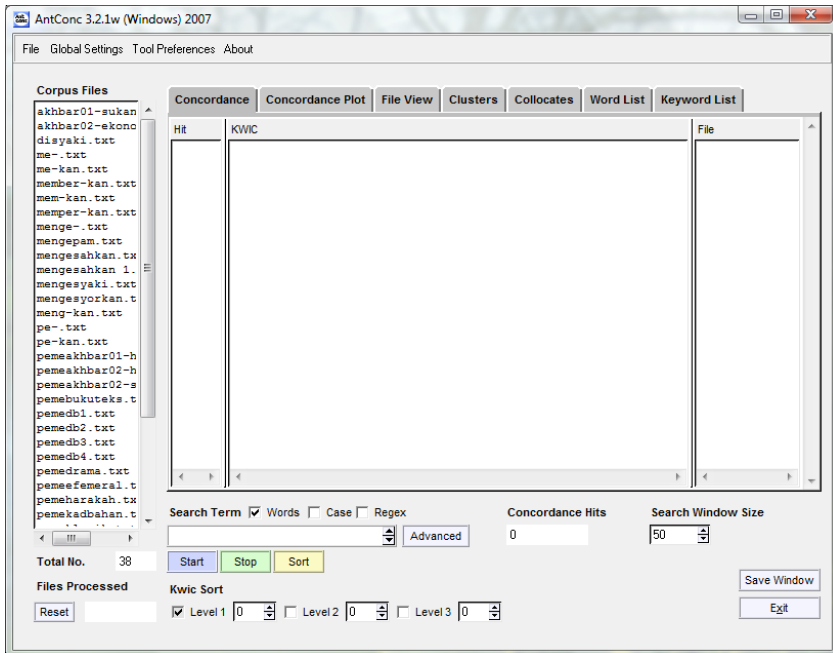 AntConc 3.2.1w (Windows) 2007
File Global Settings Tool Preferences About
Corpus Files
akhbar01-sukan
akhbar02-ekono
disyaki.txt
me-.txt
me-kan.txt
member-kan.txt
mem-kan.txt
memper-kan.txt
menge-.txt
mengepam.txt
mengesahkan.tx
mengesahkan 1.
mengesyaki.txt
mengesyorkan.t
meng-kan.txt
pe-.txt
pe-kan.txt
pemeakhbar01-h
pemeakhbar02-h
pemeakhbar02-s
pemebukuteks.t
pemedb1.txt
pemedb2.txt
pemedb3.txt
pemedb4.txt
pemedrama.txt
pemeefemeral.t
pemeharakah.tx
pemekadbahan.t
Total No. 38
Files Processed
Reset
Concordance Concordance Plot File View Clusters Collocates Word List Keyword List
Hit KWIC File
Search Term Words Case Regex Concordance Hits Search Window Size
Advanced 0 50
Start Stop Sort
Kwic Sort
Level 1 0 Level 2 0 Level 3 0
Save Window
Exit